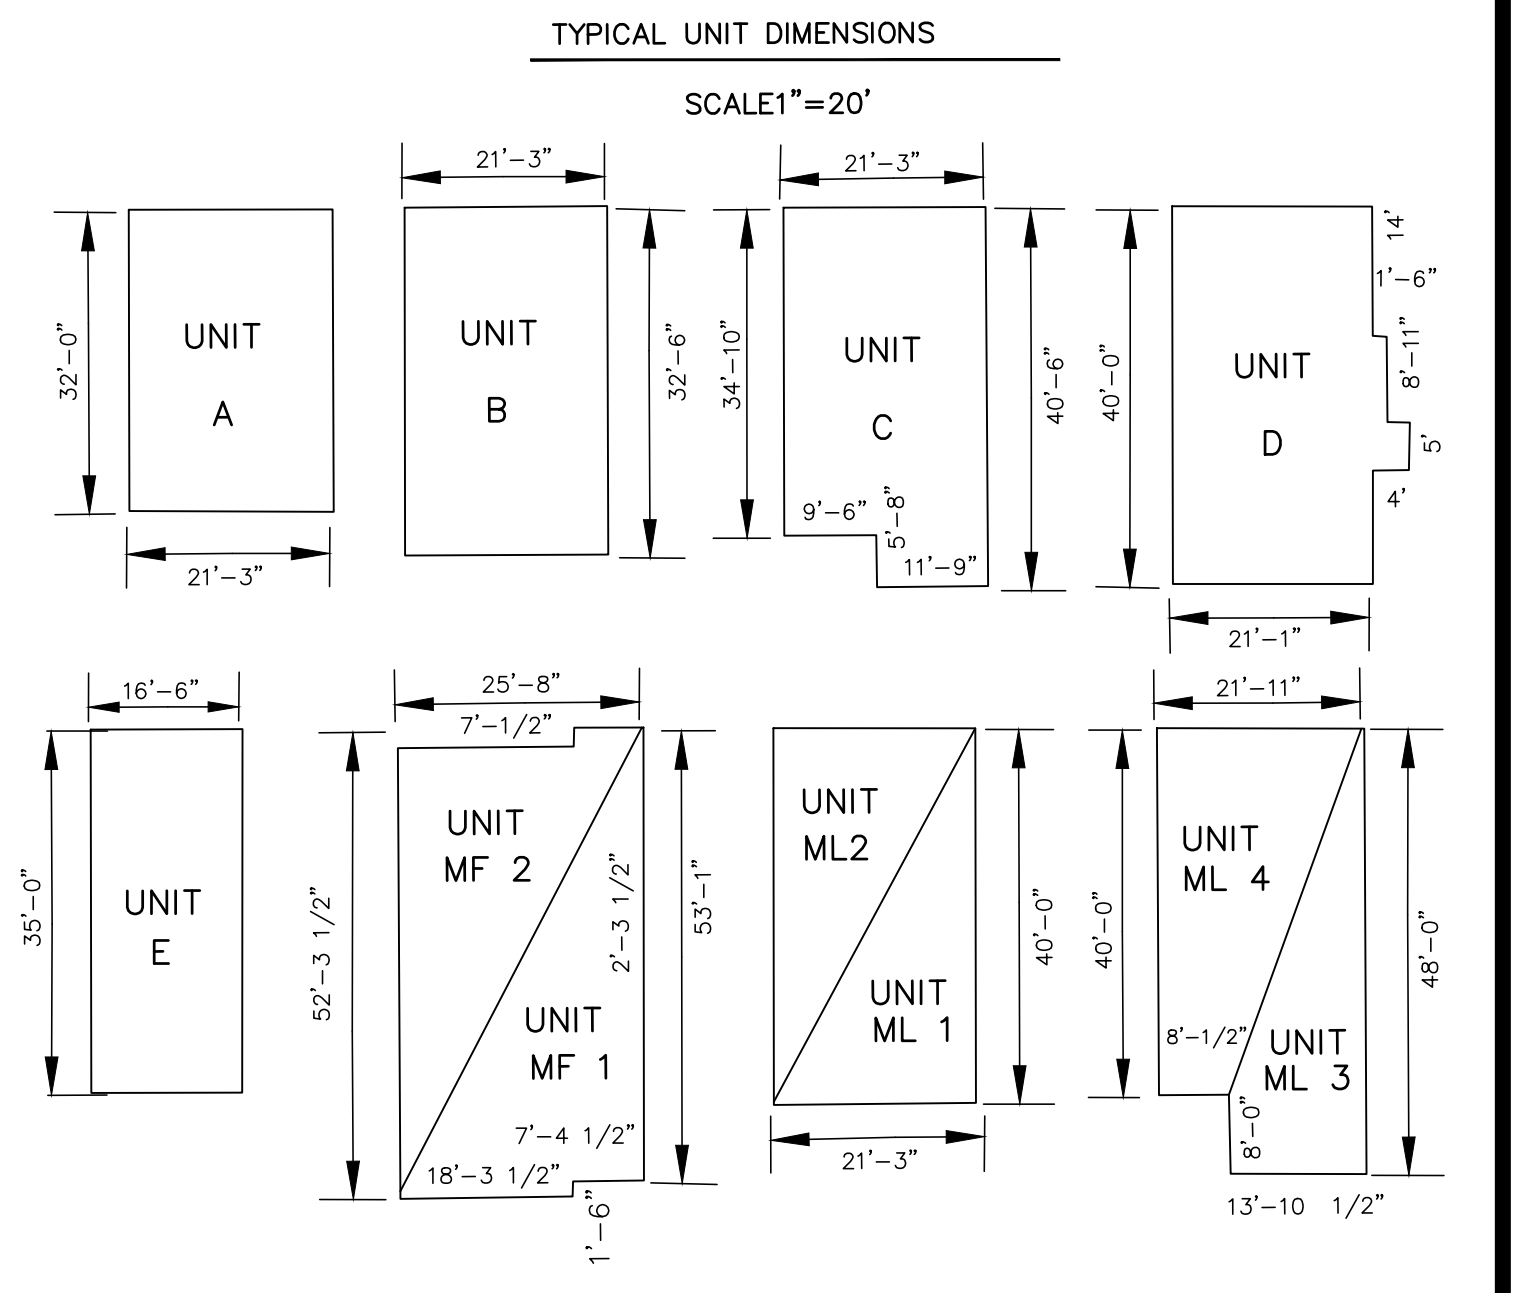 TYPICAL UNIT DIMENSIONS
SCALE1"=20'
32'-0"
UNIT
A
21'-3"
21'-3"
UNIT
B
32'-6"
21'-3"
34'-10"
UNIT
C
9'-6"
5'-8"
11'-9"
40'-6"
40'-0"
UNIT
D
14'
1'-6"
8'-11"
5'
4'
21'-1"
16'-6"
35'-0"
UNIT
E
25'-8"
7'-1/2"
52'-3 1/2"
UNIT
MF 2
2'-3 1/2"
53'-1"
UNIT
MF 1
7'-4 1/2"
18'-3 1/2"
1'-6"
UNIT
ML2
UNIT
ML 1
40'-0"
21'-3"
21'-11"
40'-0"
UNIT
ML 4
8'-1/2"
UNIT
ML 3
8'-0"
48'-0"
13'-10 1/2"